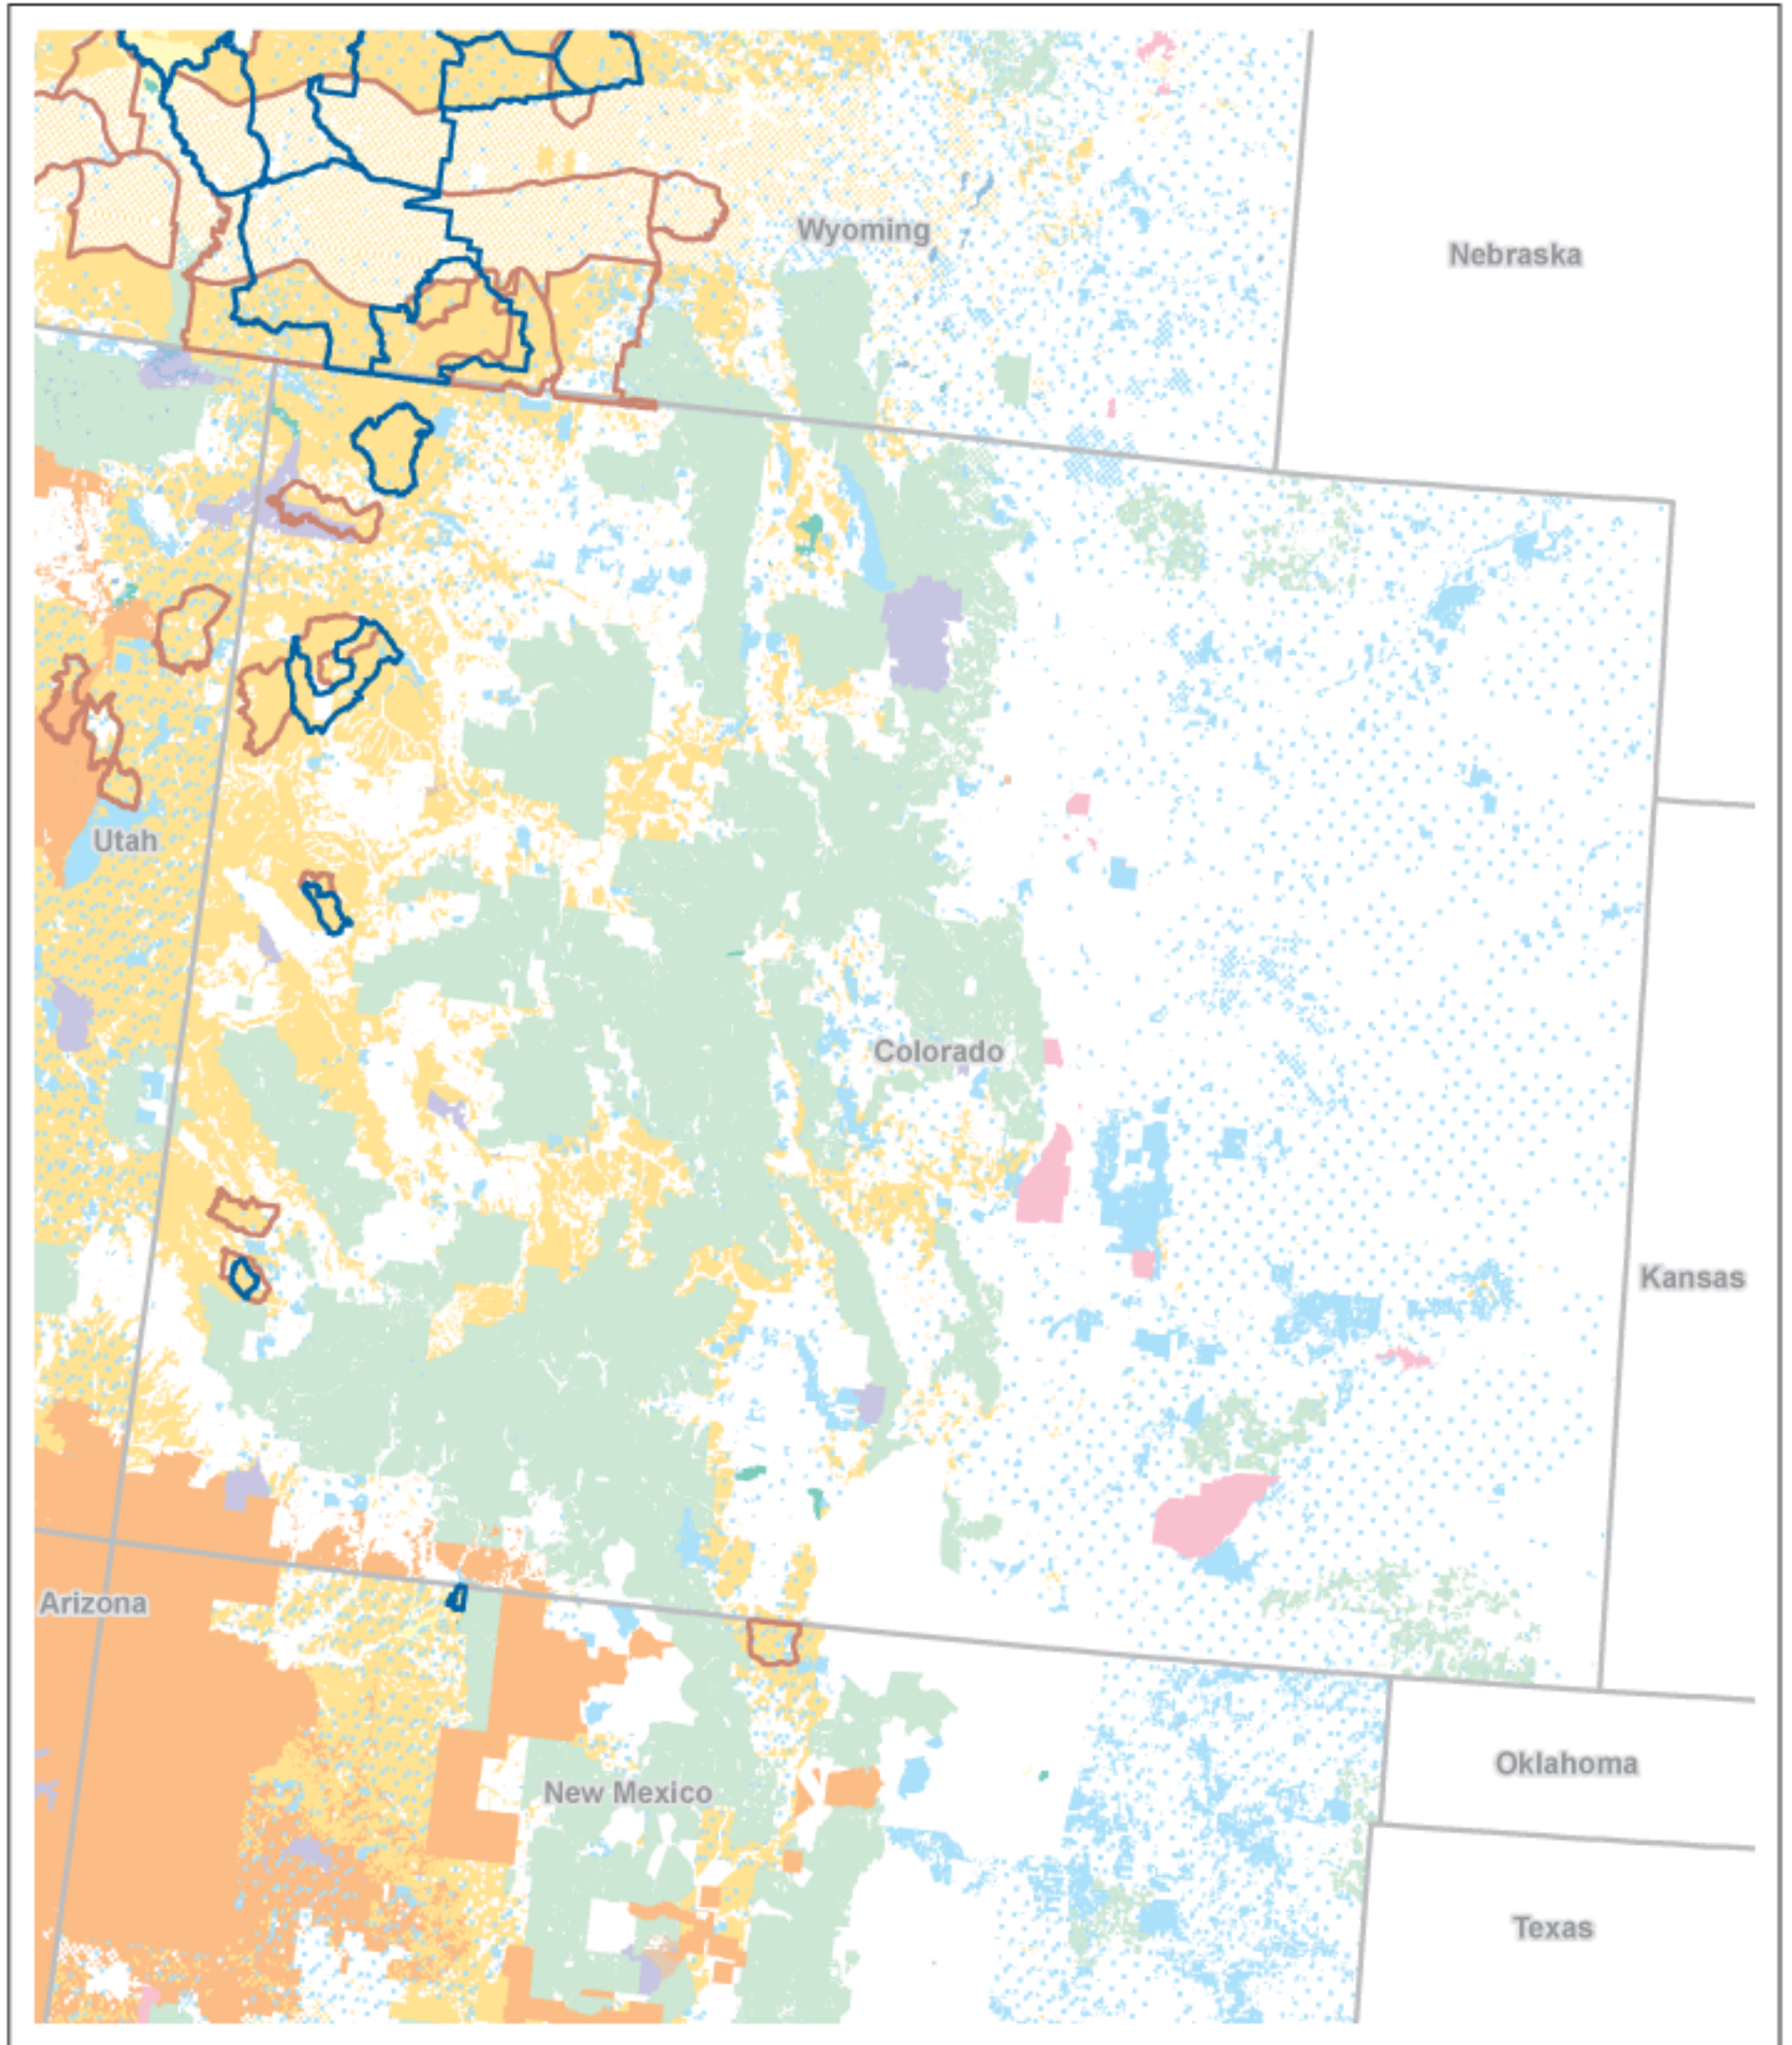 Wyoming
Nebraska
Utah
Colorado
Kansas
Arizona
New Mexico
Oklahoma
Texas